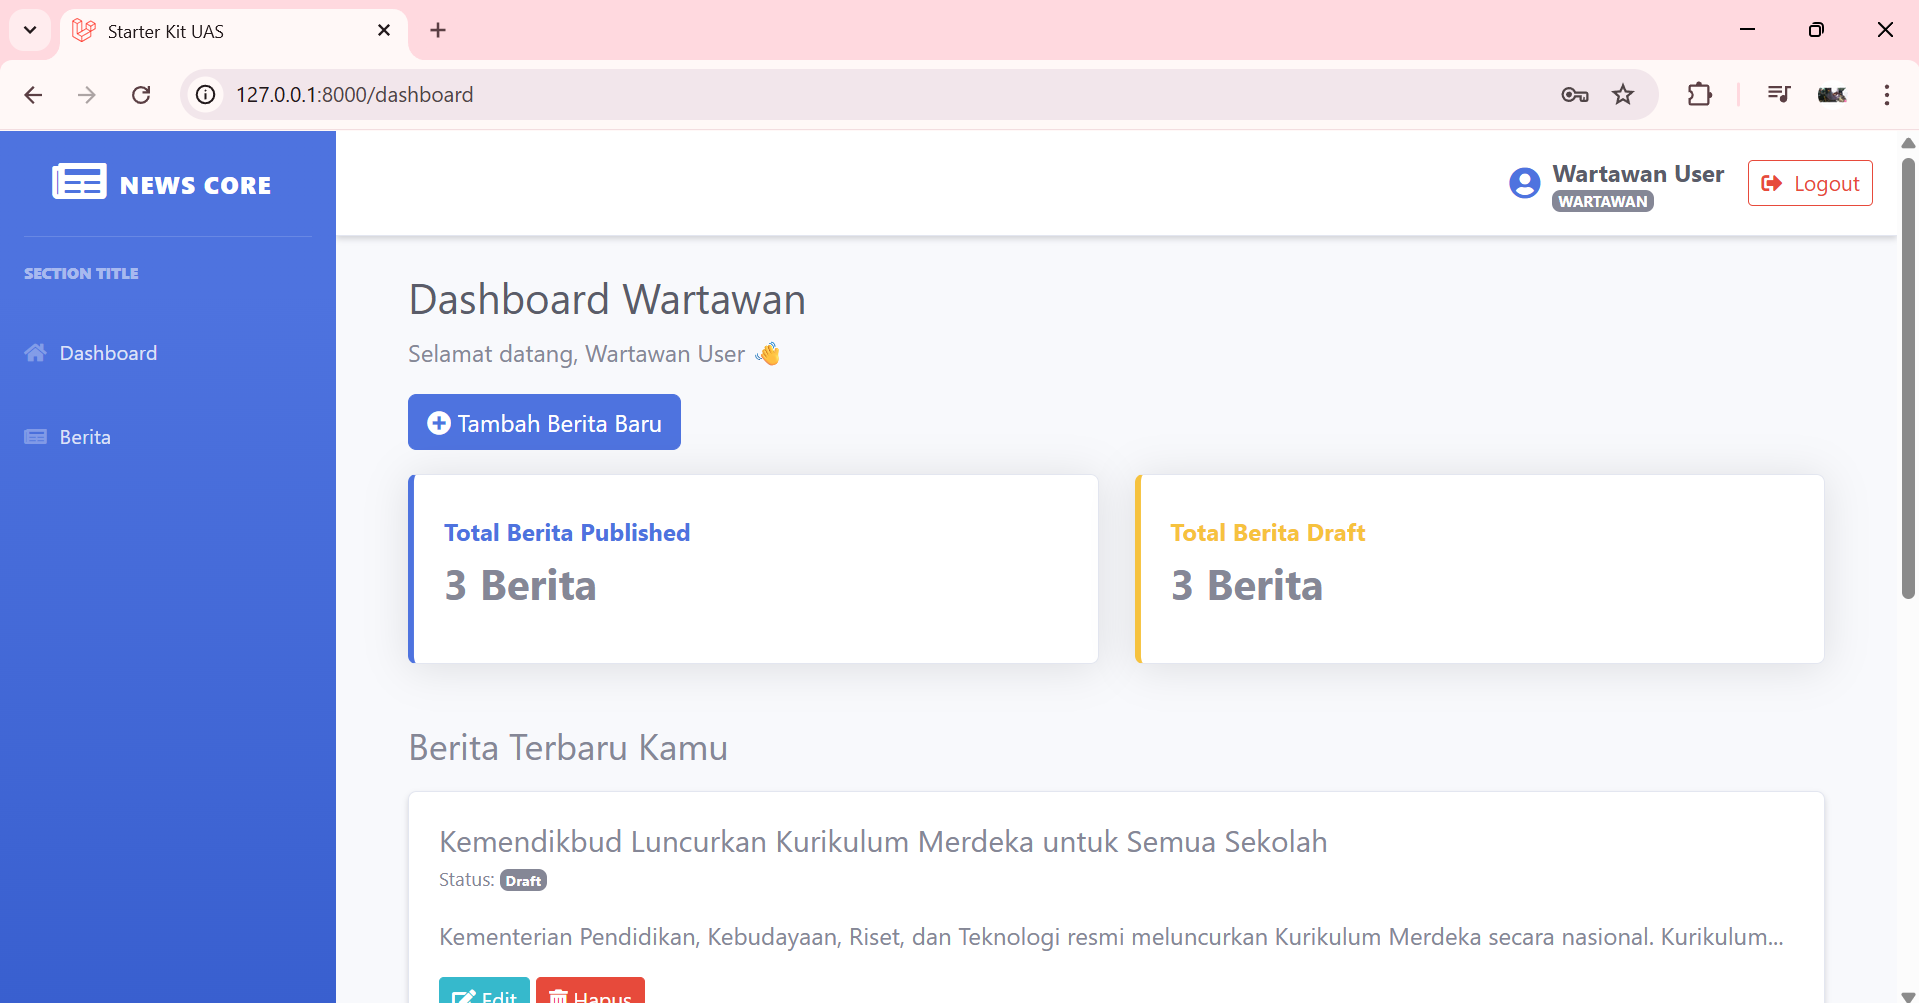 Starter Kit UAS
127.0.0.1:8000/dashboard
NEWS CORE
SECTION TITLE
Dashboard
Berita
Wartawan User
WARTAWAN
Logout
Dashboard Wartawan
Selamat datang, Wartawan User 👋
Tambah Berita Baru
Total Berita Published
3 Berita
Total Berita Draft
3 Berita
Berita Terbaru Kamu
Kemendikbud Luncurkan Kurikulum Merdeka untuk Semua Sekolah
Status: Draft
Kementerian Pendidikan, Kebudayaan, Riset, dan Teknologi resmi meluncurkan Kurikulum Merdeka secara nasional. Kurikulum...
Edit
Hapus